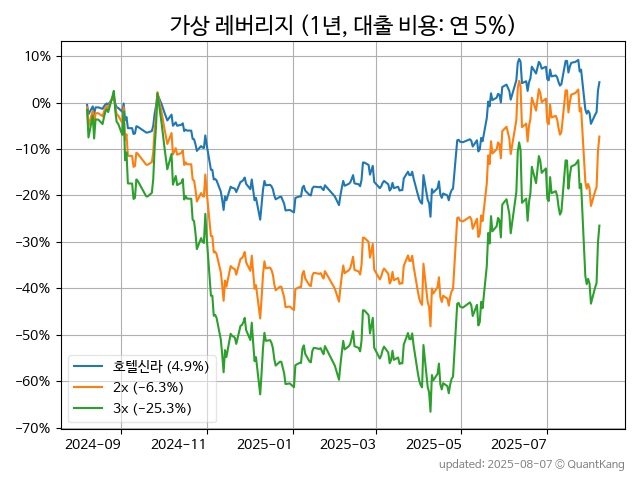 가상 레버리지 (1년, 대출 비용: 연 5%)
10%
0%
−10%
−20%
−30%
−40%
−50%
−60%
−70%
호텔신라 (4.9%)
2x (−6.3%)
3x (−25.3%)
2024-09 2024-11 2025-01 2025-03 2025-05 2025-07
updated: 2025-08-07 © QuantKang